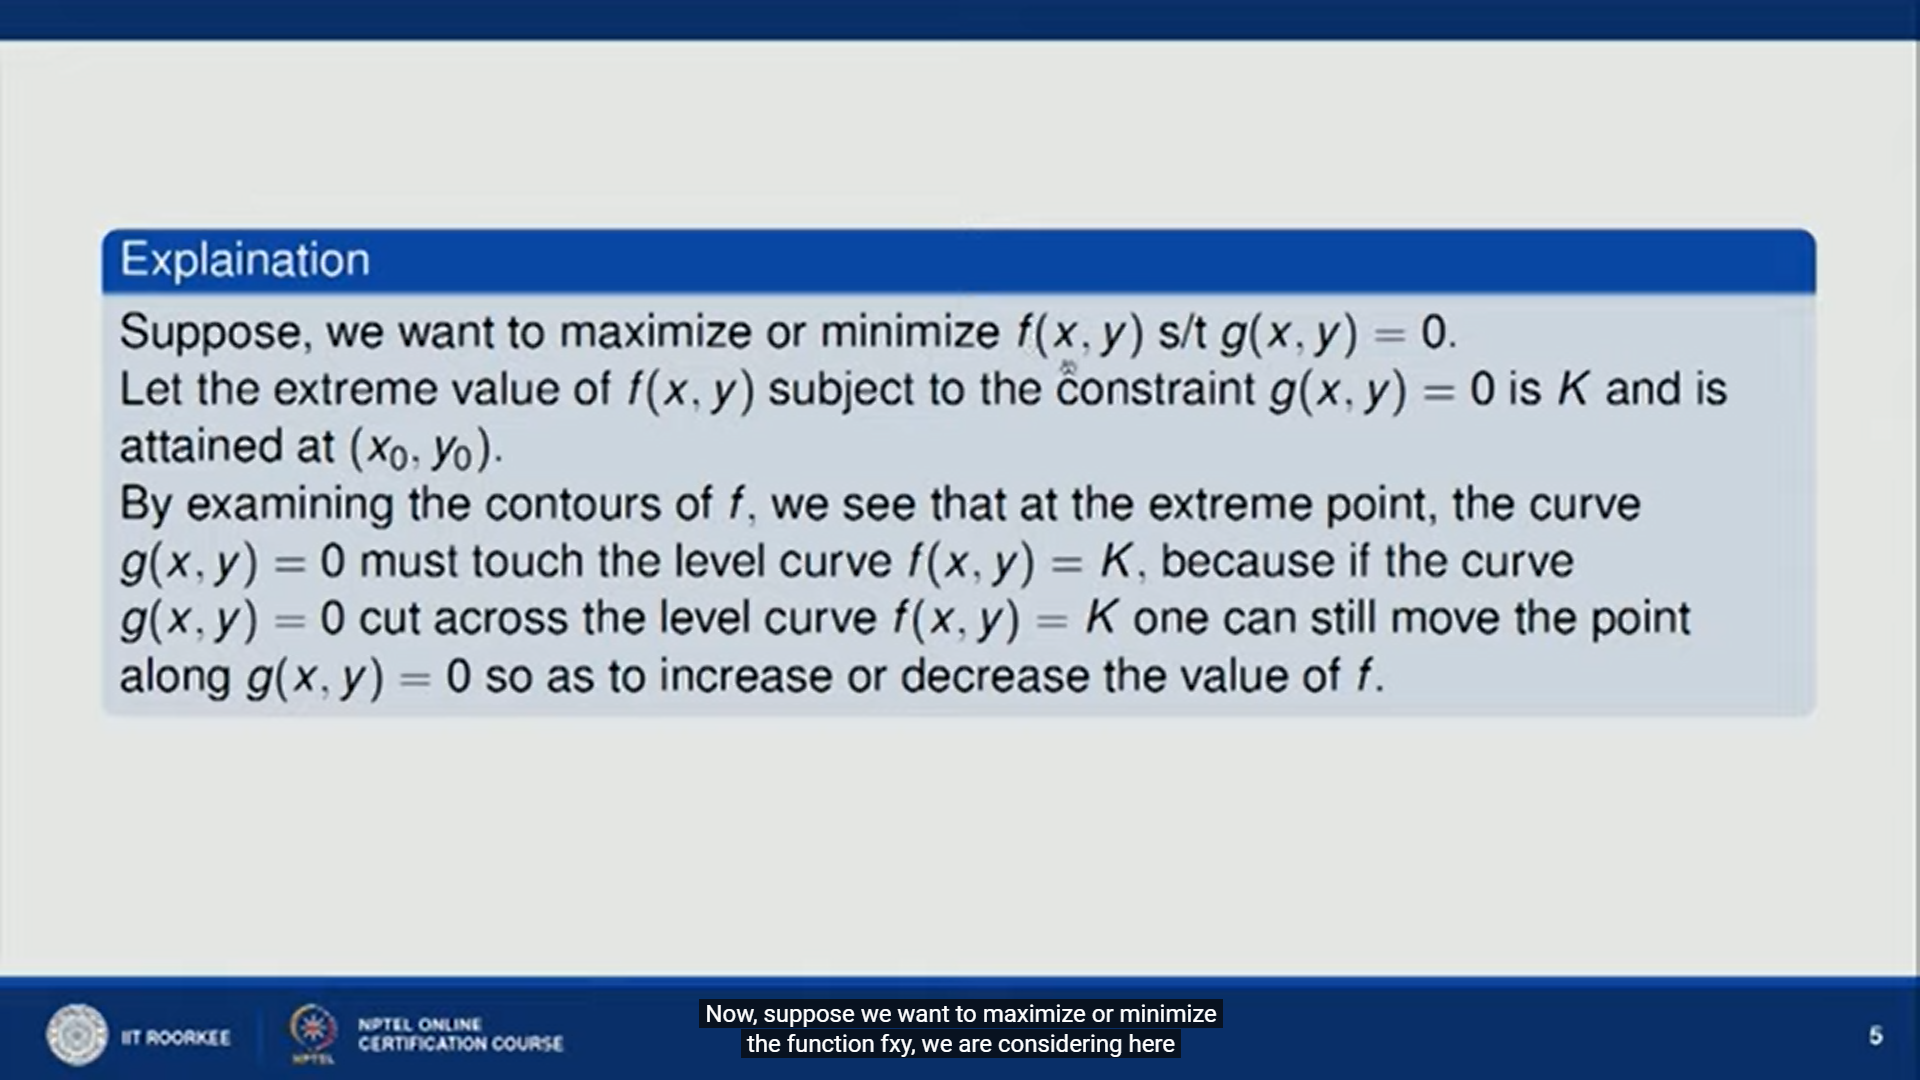 Explaination
Suppose, we want to maximize or minimize f(x, y) s/t g(x, y) = 0.
Let the extreme value of f(x, y) subject to the constraint g(x, y) = 0 is K and is
attained at (x₀, y₀).
By examining the contours of f, we see that at the extreme point, the curve
g(x, y) = 0 must touch the level curve f(x, y) = K, because if the curve
g(x, y) = 0 cut across the level curve f(x, y) = K one can still move the point
along g(x, y) = 0 so as to increase or decrease the value of f.
IIT ROORKEE
NPTEL
NPTEL ONLINE
CERTIFICATION COURSE
Now, suppose we want to maximize or minimize
the function fxy, we are considering here
5